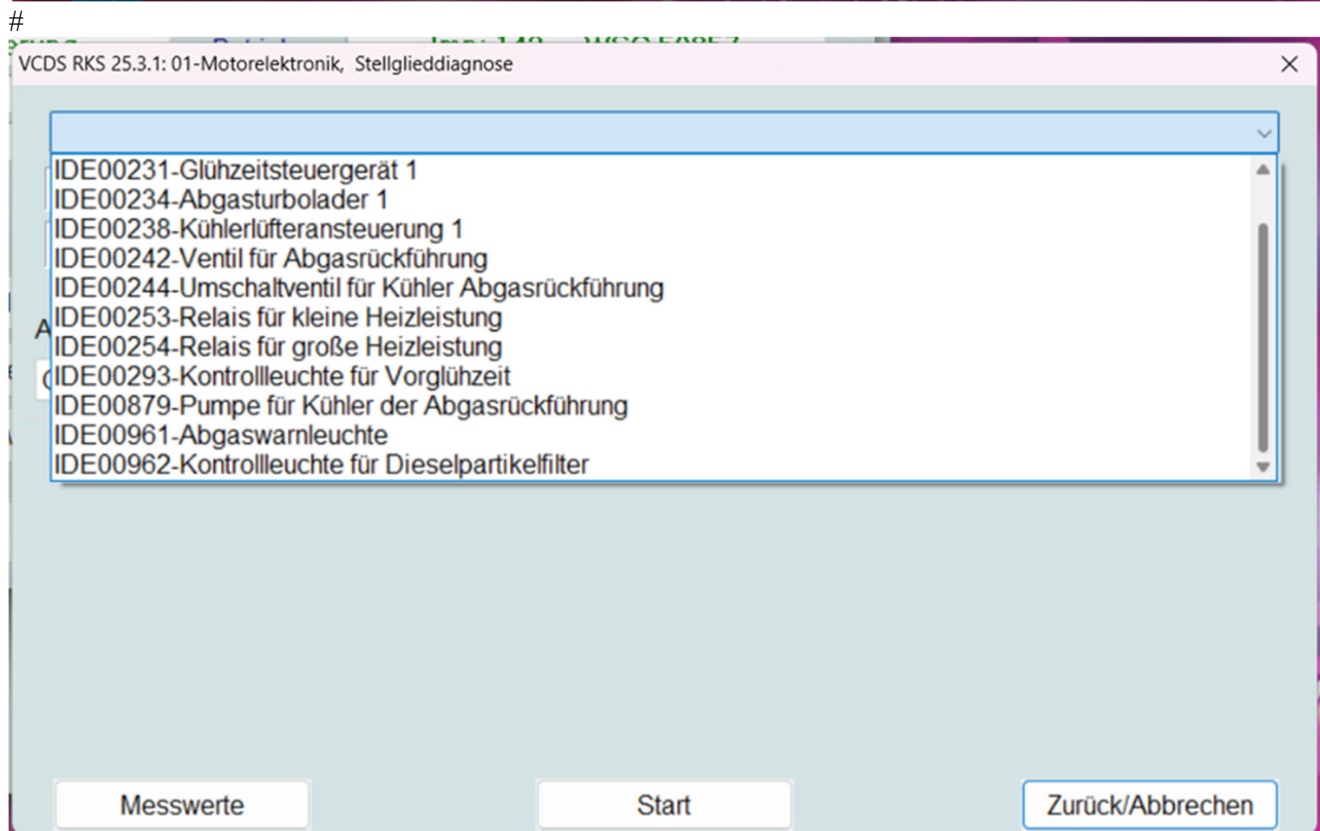 #
VCDS RKS 25.3.1: 01-Motorelektronik, Stellglieddiagnose
IDE00231-Glühzeitsteuergerät 1
IDE00234-Abgasturbolader 1
IDE00238-Kühlerlüfteransteuerung 1
IDE00242-Ventil für Abgasrückführung
IDE00244-Umschaltventil für Kühler Abgasrückführung
IDE00253-Relais für kleine Heizleistung
IDE00254-Relais für große Heizleistung
IDE00293-Kontrollleuchte für Vorglühzeit
IDE00879-Pumpe für Kühler der Abgasrückführung
IDE00961-Abgaswarnleuchte
IDE00962-Kontrollleuchte für Dieselpartikelfilter
Messwerte
Start
Zurück/Abbrechen